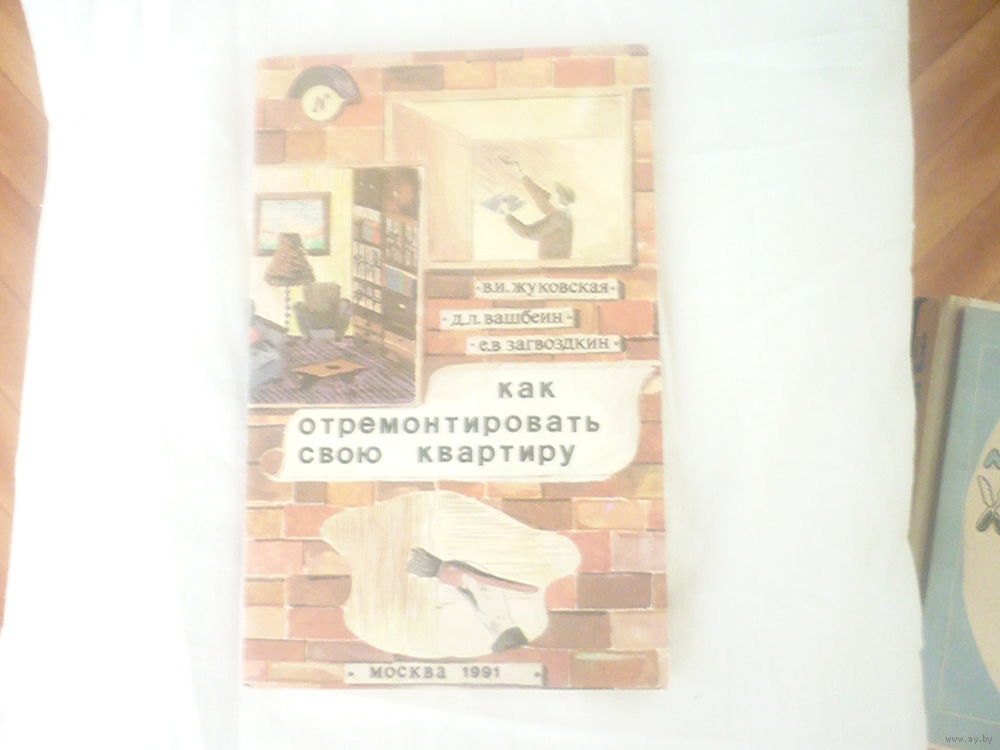 N
В.И. ЖУКОВСКАЯ
Д.Л. ВАШБЕИН
Е.В ЗАГВОЗДКИН
как
отремонтировать
свою квартиру
МОСКВА 1991
www.ay.by